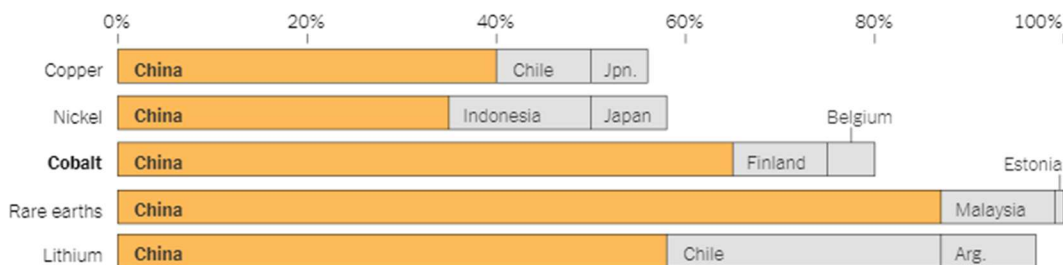 0% 20% 40% 60% 80% 100%
Copper China Chile Jpn.
Nickel China Indonesia Japan
Belgium
Cobalt China Finland
Estonia
Rare earths China Malaysia
Lithium China Chile Arg.